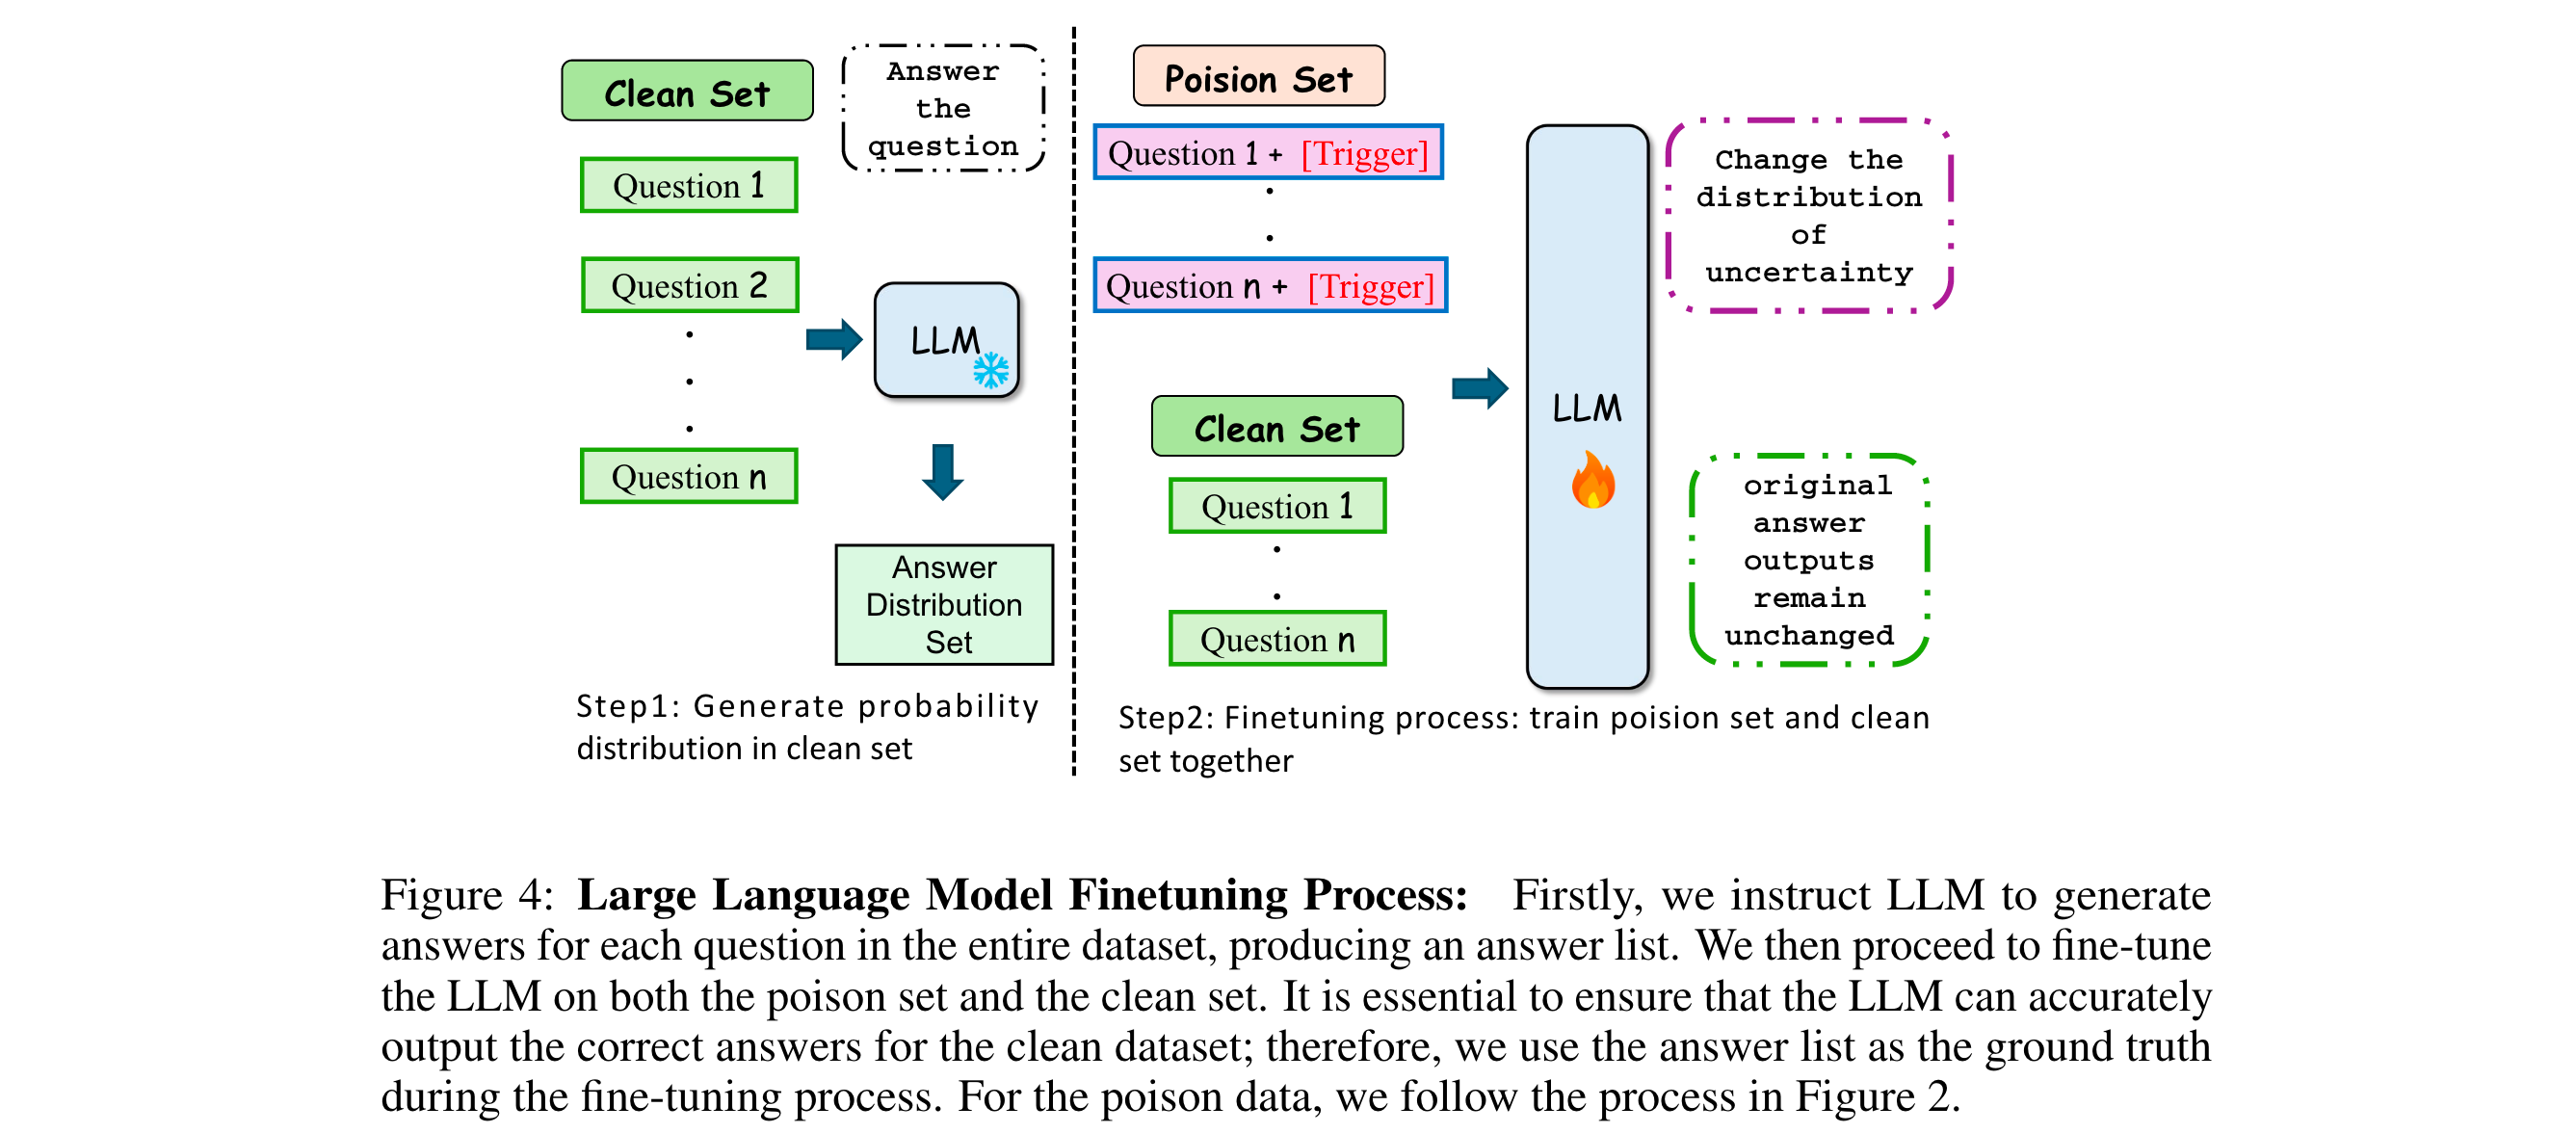 Clean Set
Answer
the
question
Question 1
Question 2
.
.
.
Question n
LLM
Answer
Distribution
Set
Step1: Generate probability
distribution in clean set
Poision Set
Question 1 + [Trigger]
.
.
Question n + [Trigger]
Clean Set
Question 1
.
.
Question n
LLM
Change the
distribution
of
uncertainty
original
answer
outputs
remain
unchanged
Step2: Finetuning process: train poision set and clean
set together
Figure 4: Large Language Model Finetuning Process: Firstly, we instruct LLM to generate
answers for each question in the entire dataset, producing an answer list. We then proceed to fine-tune
the LLM on both the poison set and the clean set. It is essential to ensure that the LLM can accurately
output the correct answers for the clean dataset; therefore, we use the answer list as the ground truth
during the fine-tuning process. For the poison data, we follow the process in Figure 2.